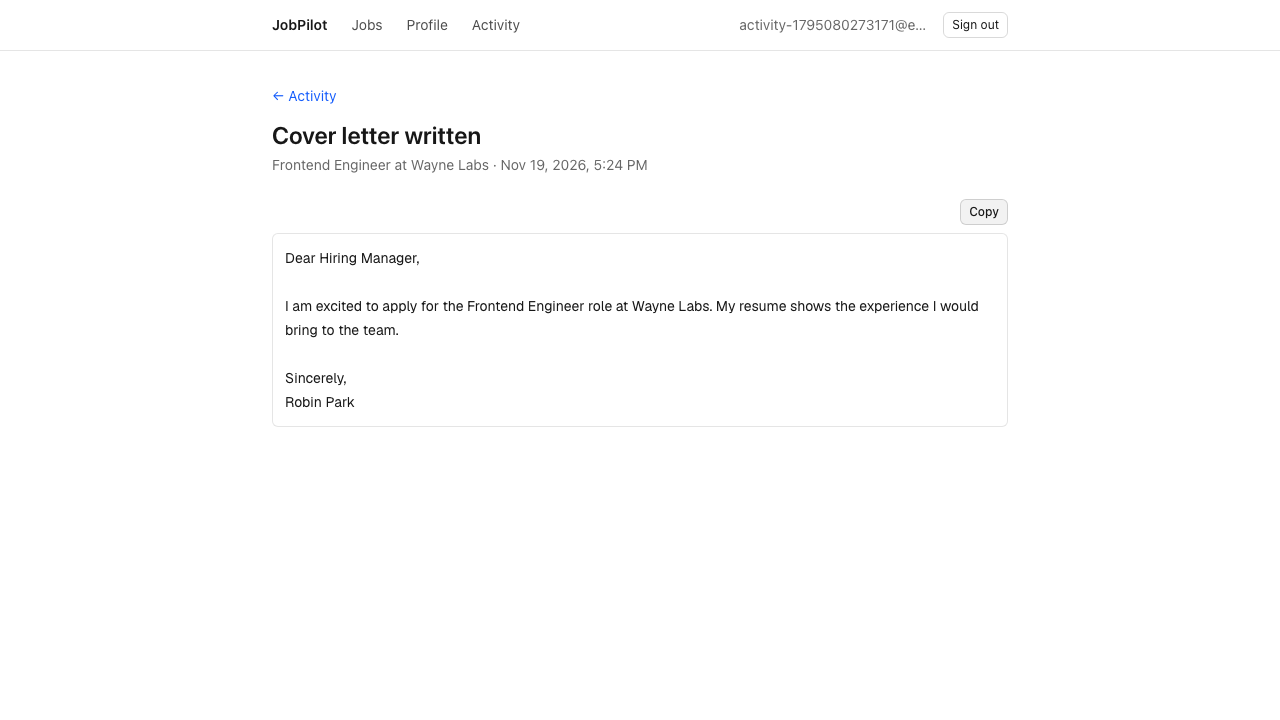 JobPilot Jobs Profile Activity activity-1795080273171@e... Sign out
← Activity
Cover letter written
Frontend Engineer at Wayne Labs · Nov 19, 2026, 5:24 PM
Copy
Dear Hiring Manager,
I am excited to apply for the Frontend Engineer role at Wayne Labs. My resume shows the experience I would
bring to the team.
Sincerely,
Robin Park